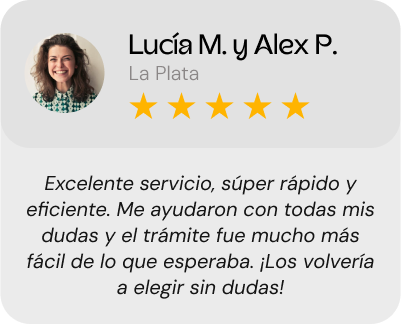 Lucía M. y Alex P.
La Plata
Excelente servicio, súper rápido y
eficiente. Me ayudaron con todas mis
dudas y el trámite fue mucho más
fácil de lo que esperaba. ¡Los volvería
a elegir sin dudas!